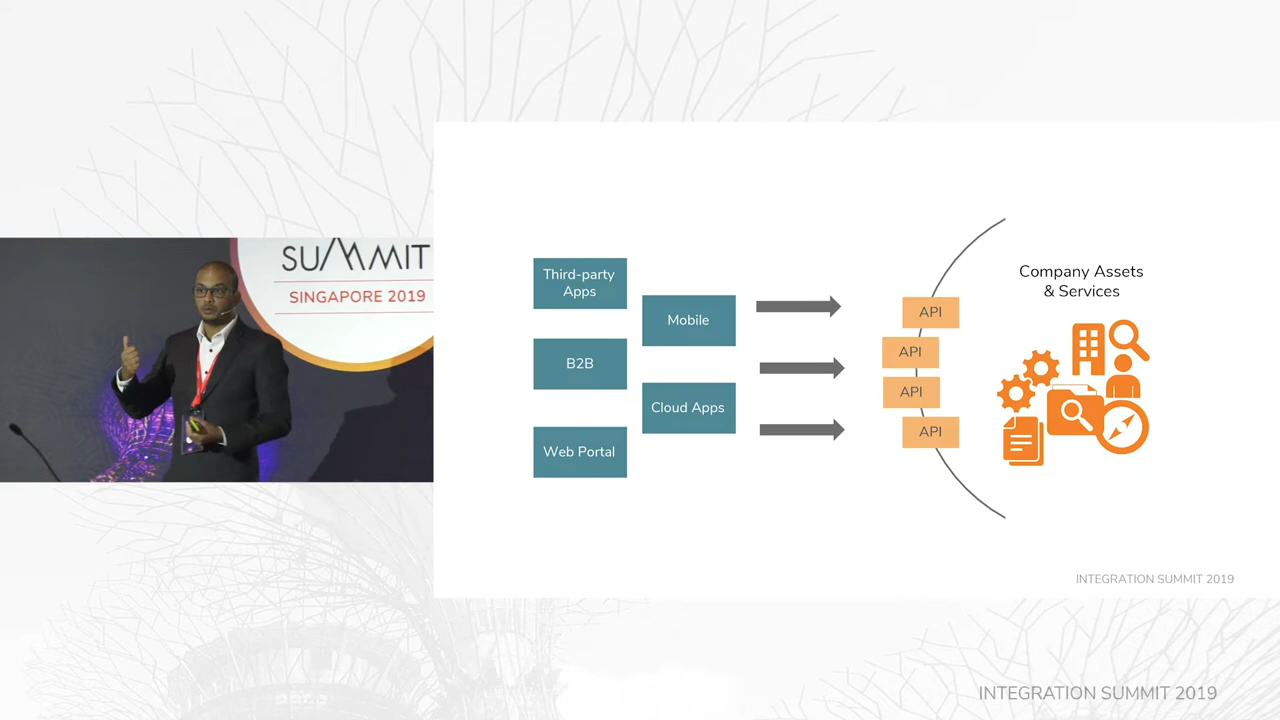 SUMMIT
SINGAPORE 2019
Third-party
Apps
Mobile
B2B
Cloud Apps
Web Portal
API
API
API
API
Company Assets
& Services
INTEGRATION SUMMIT 2019
INTEGRATION SUMMIT 2019